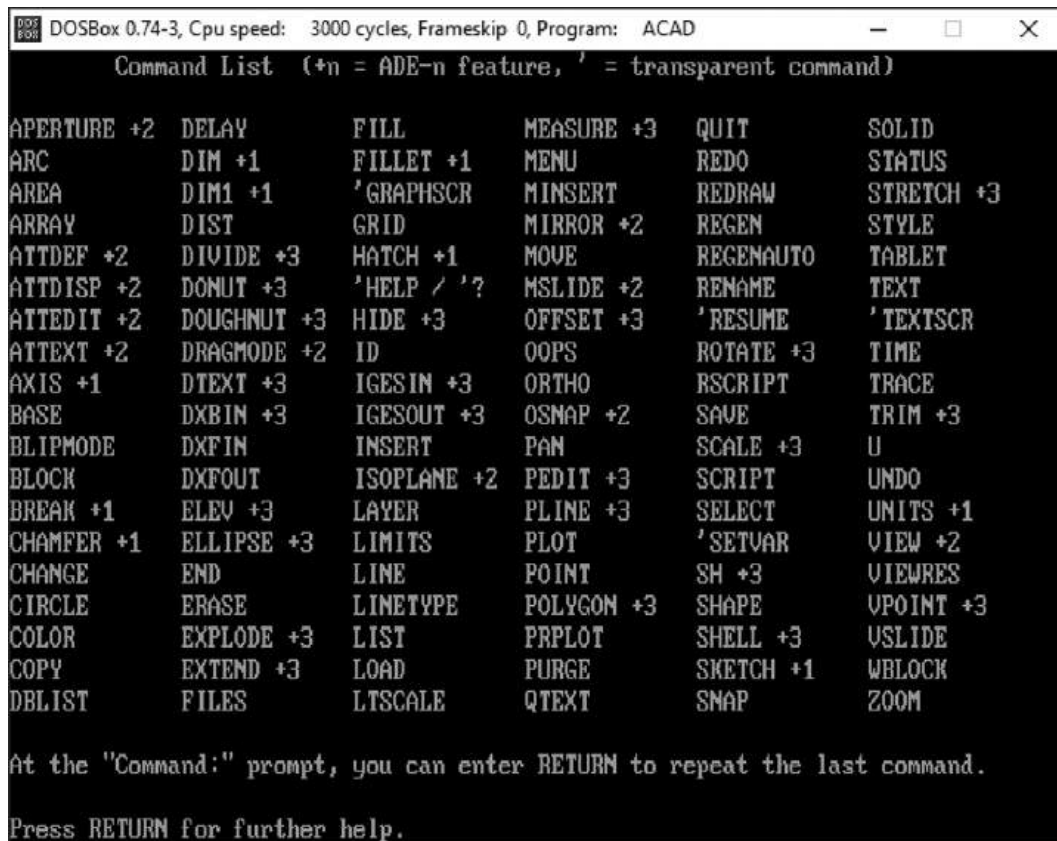 DOSBox 0.74-3, Cpu speed: 3000 cycles, Frameskip 0, Program: ACAD
Command List (+n = ADE-n feature, ' = transparent command)
APERTURE +2 DELAY FILL MEASURE +3 QUIT SOLID
ARC DIM +1 FILLET +1 MENU REDO STATUS
AREA DIM1 +1 'GRAPHSCR MINSERT REDRAW STRETCH +3
ARRAY DIST GRID MIRROR +2 REGEN STYLE
ATTDEF +2 DIVIDE +3 HATCH +1 MOVE REGENAUTO TABLET
ATTDISP +2 DONUT +3 'HELP / '? MSLIDE +2 RENAME TEXT
ATTEDIT +2 DOUGHNUT +3 HIDE +3 OFFSET +3 'RESUME 'TEXTSCR
ATTEXT +2 DRAGMODE +2 ID OOPS ROTATE +3 TIME
AXIS +1 DTEXT +3 IGESIN +3 ORTHO RSCRIPT TRACE
BASE DXBIN +3 IGESOUT +3 OSNAP +2 SAVE TRIM +3
BLIPMODE DXFIN INSERT PAN SCALE +3 U
BLOCK DXFOUT ISOPLANE +2 PEDIT +3 SCRIPT UNDO
BREAK +1 ELEV +3 LAYER PLINE +3 SELECT UNITS +1
CHAMFER +1 ELLIPSE +3 LIMITS PLOT 'SETVAR VIEW +2
CHANGE END LINE POINT SH +3 VIEWRES
CIRCLE ERASE LINETYPE POLYGON +3 SHAPE VPOINT +3
COLOR EXPLODE +3 LIST PRPLOT SHELL +3 VSLIDE
COPY EXTEND +3 LOAD PURGE SKETCH +1 WBLOCK
DBLIST FILES LTSCALE QTEXT SNAP ZOOM
At the "Command:" prompt, you can enter RETURN to repeat the last command.
Press RETURN for further help.